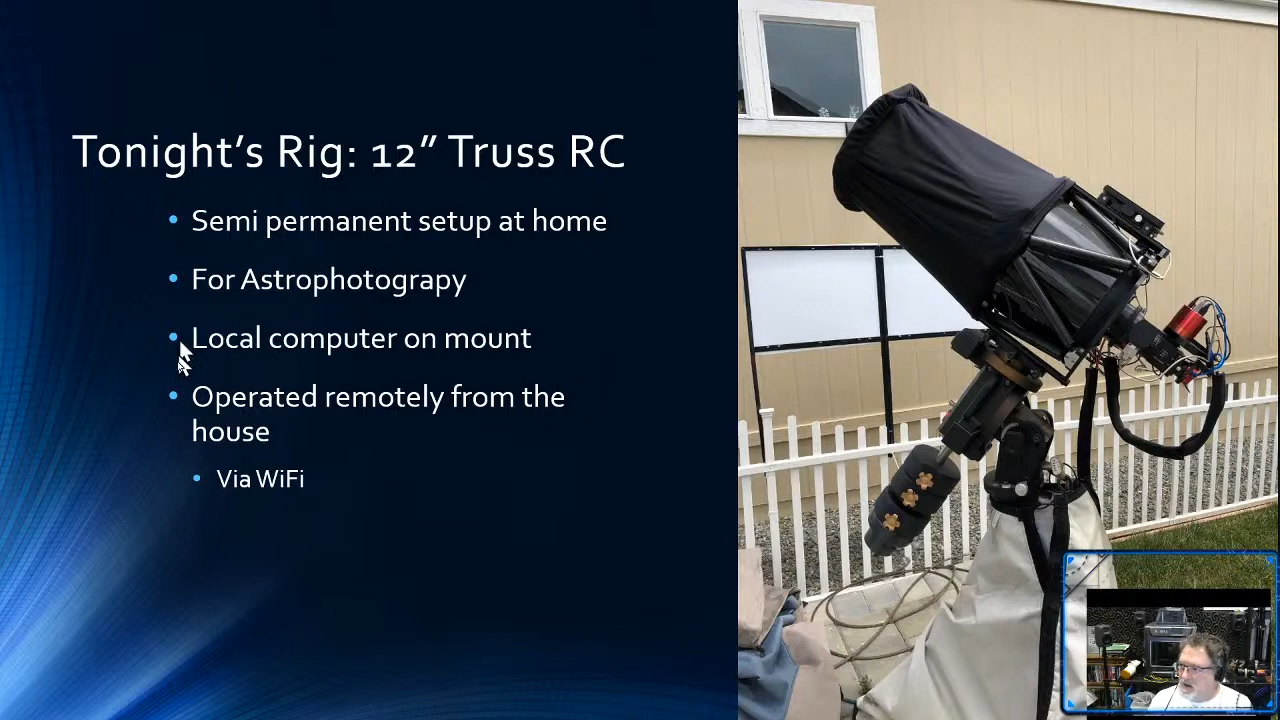 Tonight's Rig: 12” Truss RC
• Semi permanent setup at home
• For Astrophotograpy
• Local computer on mount
• Operated remotely from the
house
• Via WiFi